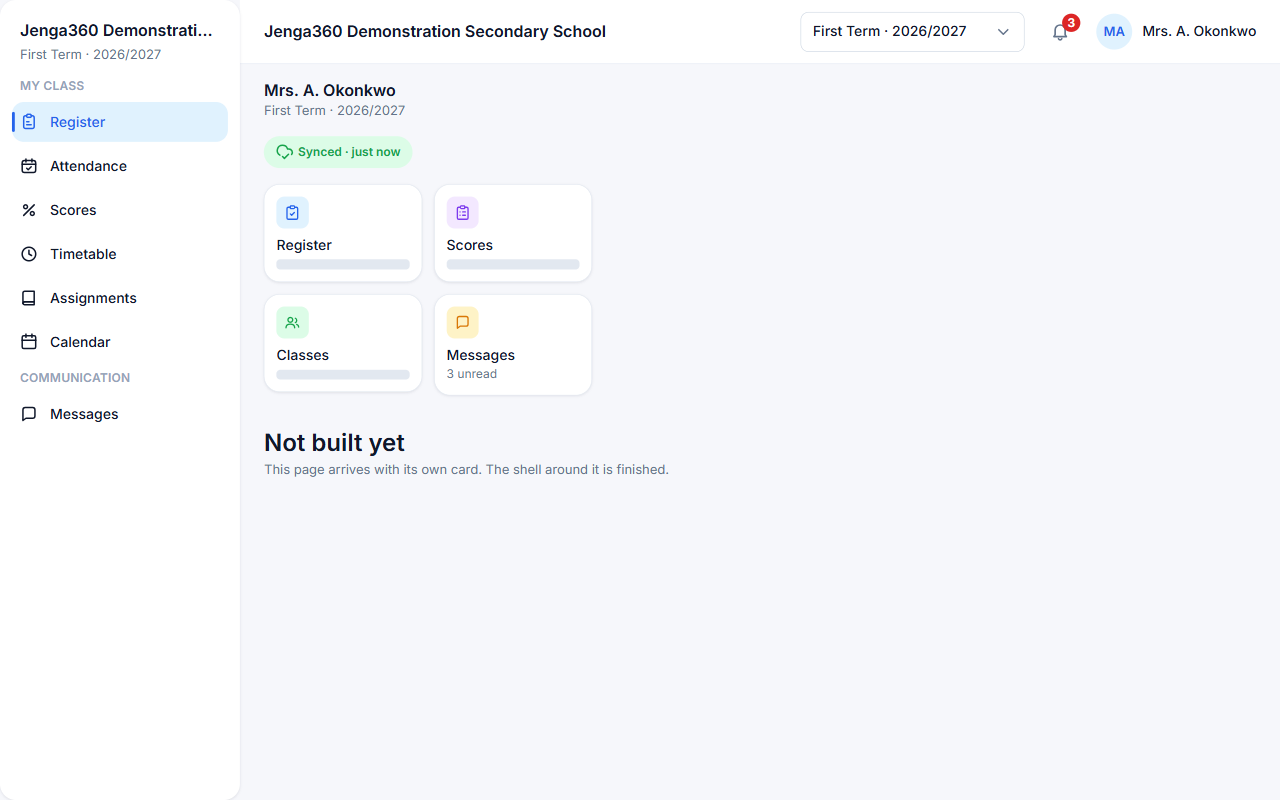 Jenga360 Demonstrati...
First Term · 2026/2027
MY CLASS
Register
Attendance
Scores
Timetable
Assignments
Calendar
COMMUNICATION
Messages
Jenga360 Demonstration Secondary School
First Term · 2026/2027
3
MA
Mrs. A. Okonkwo
Mrs. A. Okonkwo
First Term · 2026/2027
Synced · just now
Register
Scores
Classes
Messages
3 unread
Not built yet
This page arrives with its own card. The shell around it is finished.